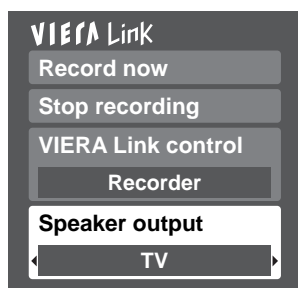 VIERA Link
Record now
Stop recording
VIERA Link control
Recorder
Speaker output
TV